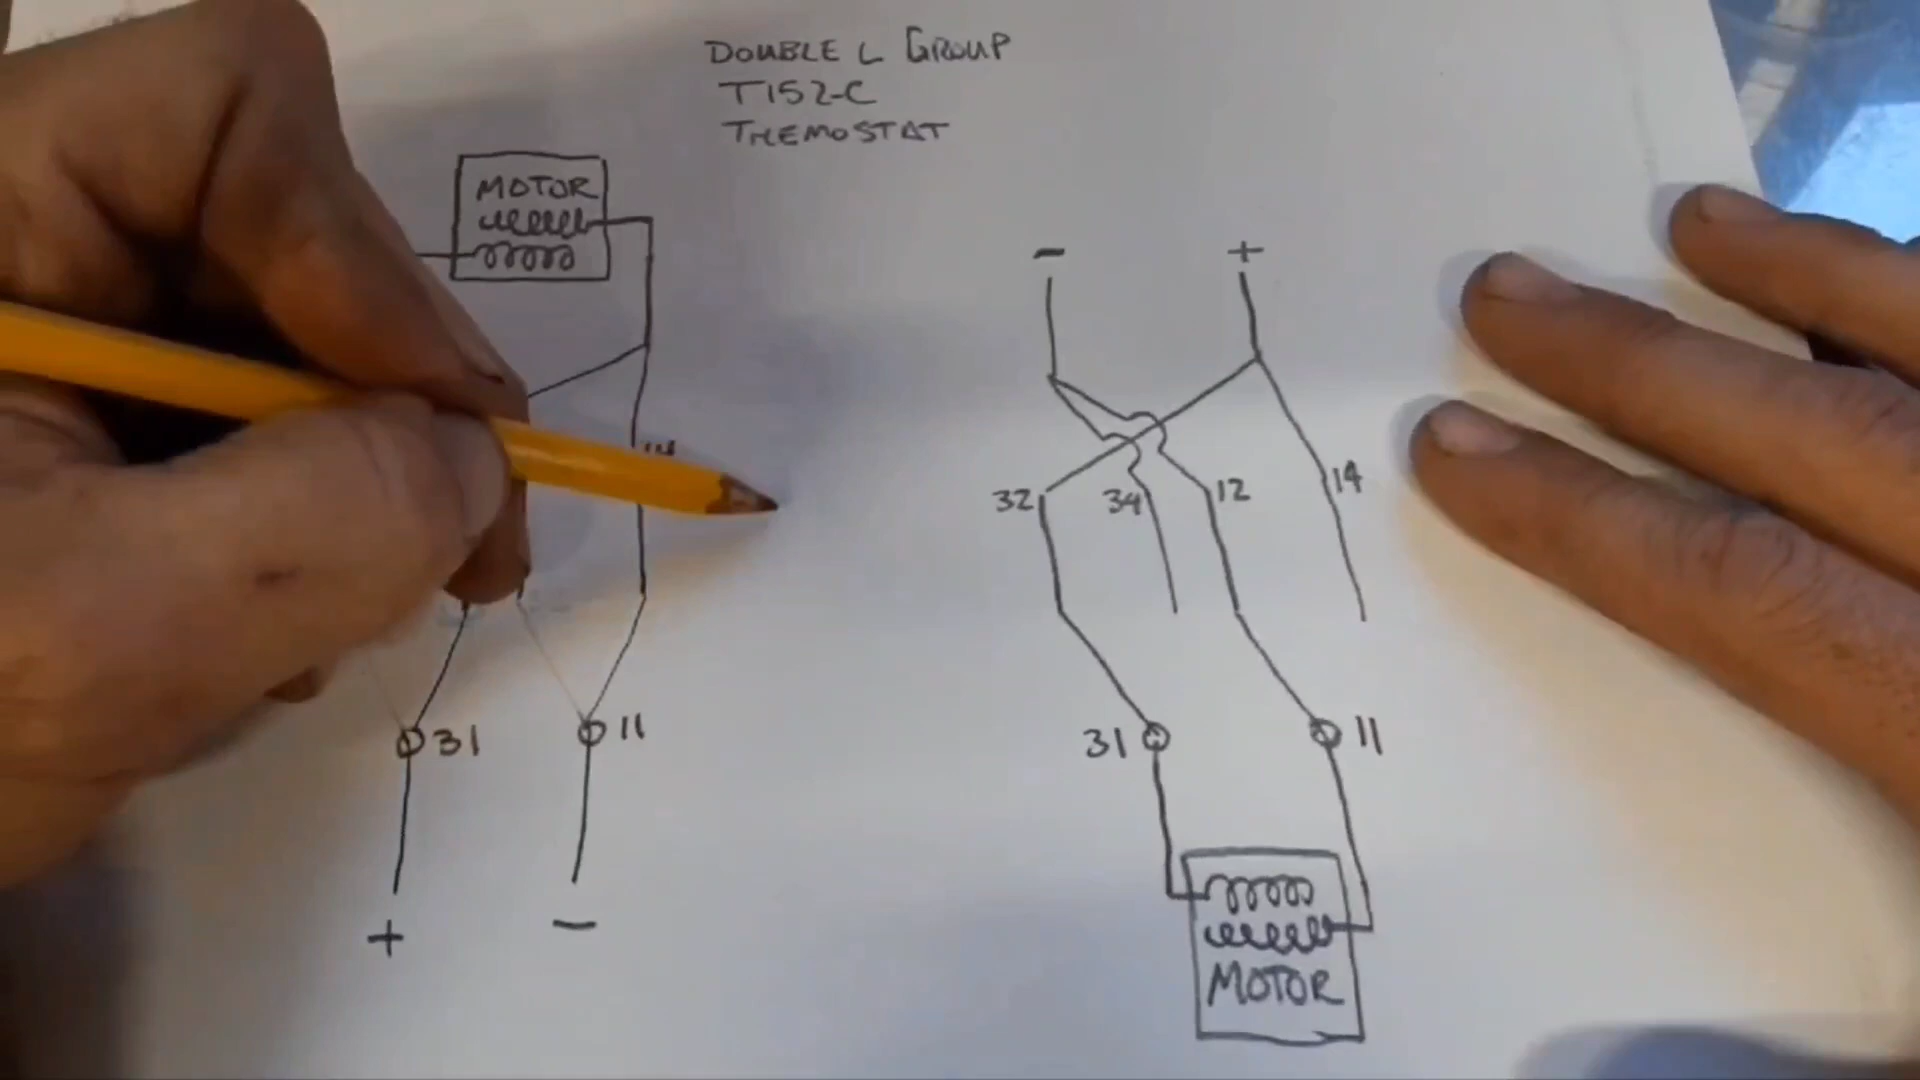 DOUBLE L GROUP
T152-C
THEMOSTAT
MOTOR
- +
32 34 12 14
31 11
31 11
+ -
MOTOR